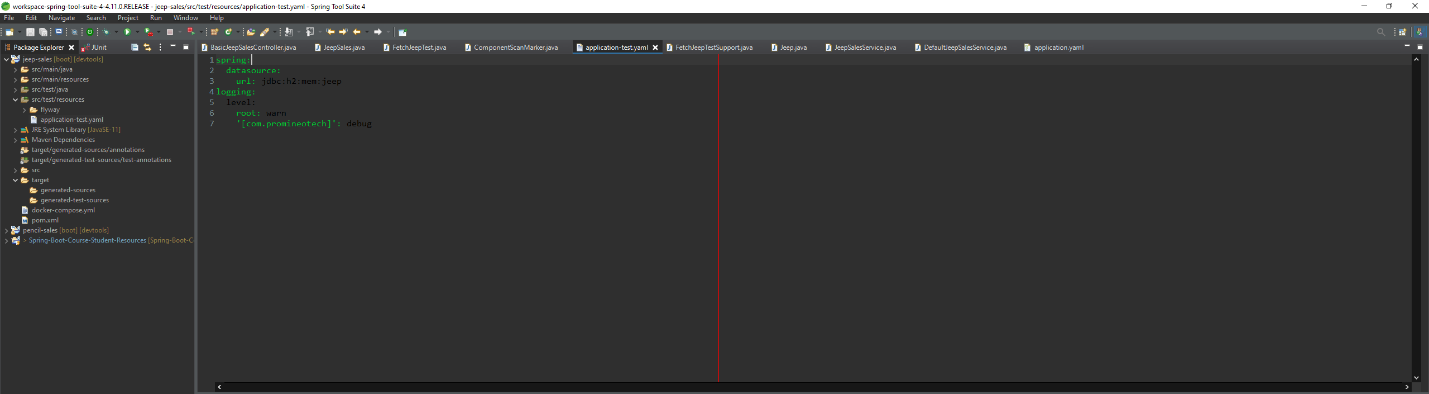 workspace-spring-tool-suite-4-4.11.0.RELEASE - jeep-sales/src/test/resources/application-test.yaml - Spring Tool Suite 4
File Edit Navigate Search Project Run Window Help
Package Explorer JUnit
BasicJeepSalesController.java JeepSales.java FetchJeepTest.java ComponentScanMarker.java application-test.yaml FetchJeepTestSupport.java Jeep.java JeepSalesService.java DefaultJeepSalesService.java application.yaml
jeep-sales [boot] [devtools]
src/main/java
src/main/resources
src/test/java
src/test/resources
flyway
application-test.yaml
JRE System Library [JavaSE-11]
Maven Dependencies
target/generated-sources/annotations
target/generated-test-sources/test-annotations
src
target
generated-sources
generated-test-sources
docker-compose.yml
pom.xml
pencil-sales [boot] [devtools]
> Spring-Boot-Course-Student-Resources [Spring-Boot-C
1 spring:
2 datasource:
3 url: jdbc:h2:mem:jeep
4 logging:
5 level:
6 root: warn
7 '[com.promineotech]': debug